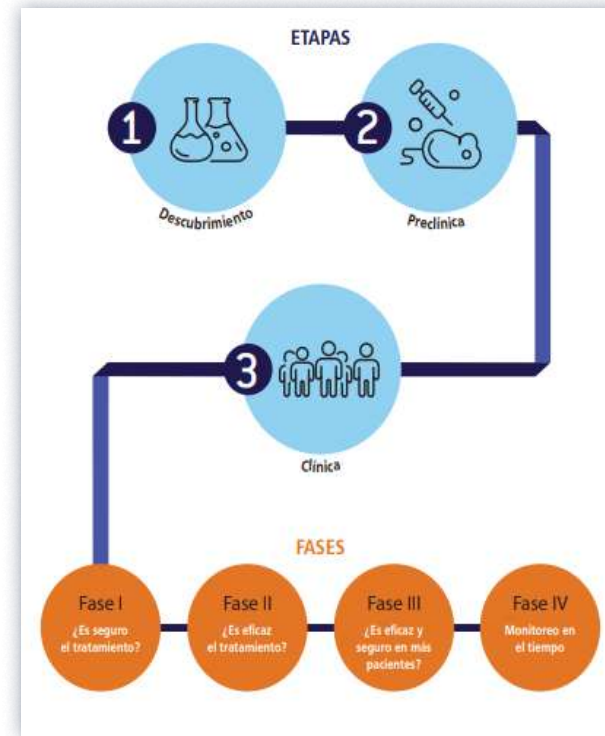 ETAPAS
1
2
Descubrimiento
Preclínica
3
Clínica
FASES
Fase I
¿Es seguro
el tratamiento?
Fase II
¿Es eficaz
el tratamiento?
Fase III
¿Es eficaz y
seguro en más
pacientes?
Fase IV
Monitoreo en
el tiempo